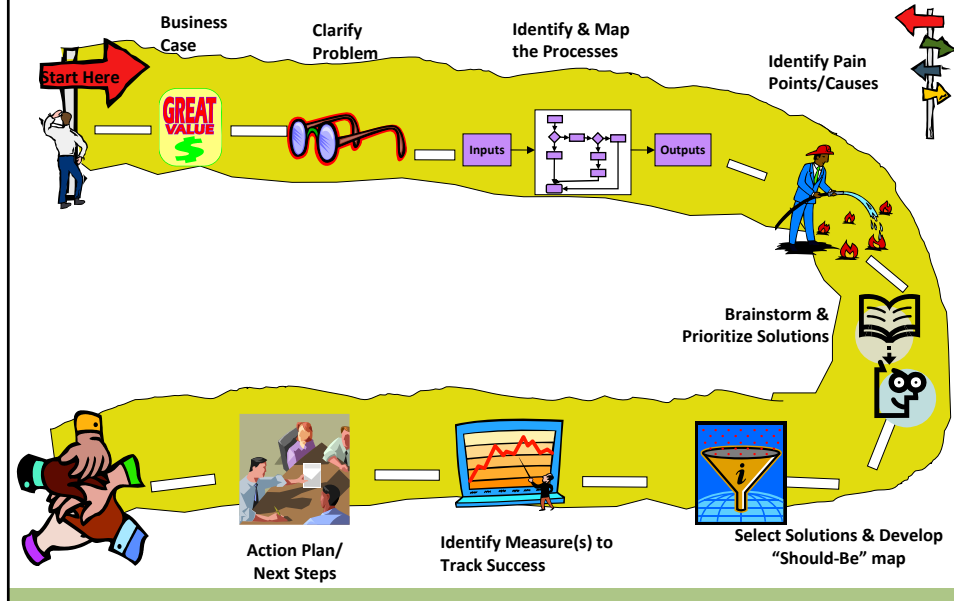 Start Here
Business
Case
GREAT
VALUE
$
Clarify
Problem
Identify & Map
the Processes
Inputs
Outputs
Identify Pain
Points/Causes
Brainstorm &
Prioritize Solutions
i
Select Solutions & Develop
“Should-Be” map
Identify Measure(s) to
Track Success
Action Plan/
Next Steps